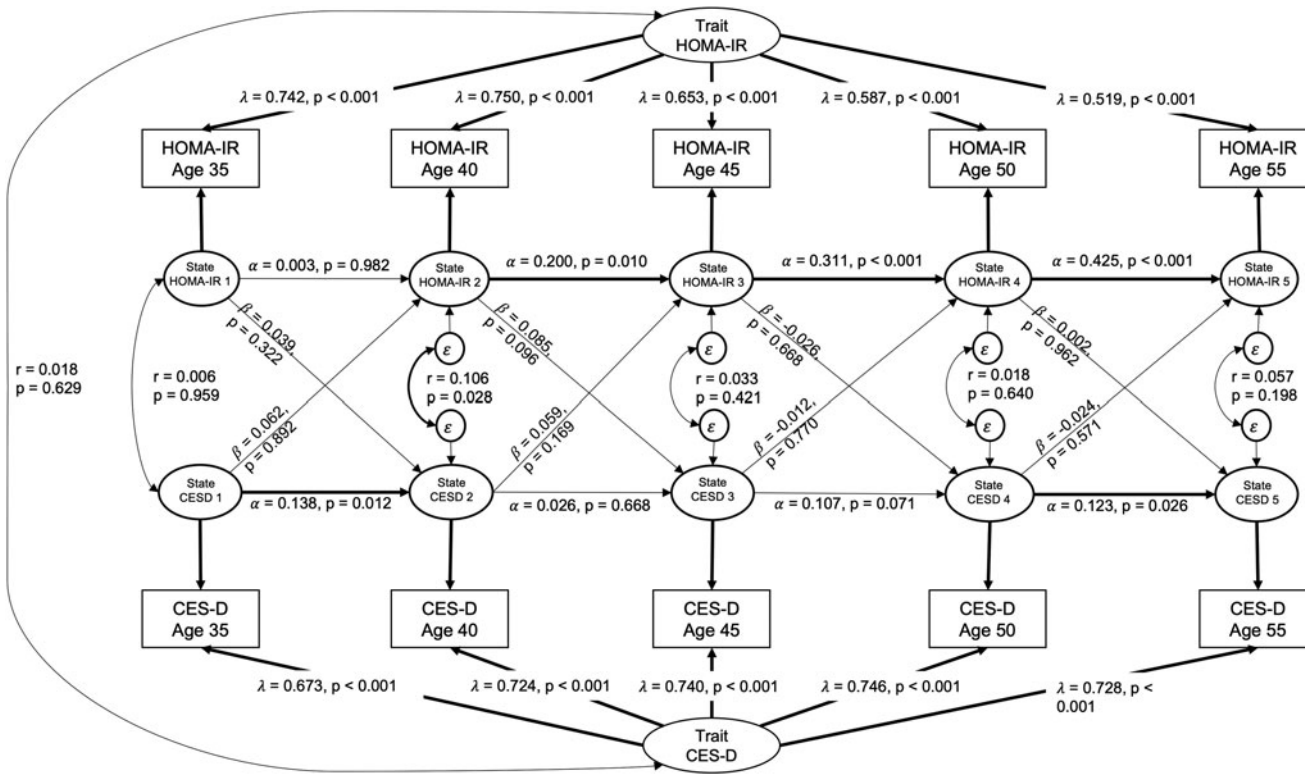 Trait
HOMA-IR
λ = 0.742, p < 0.001
λ = 0.750, p < 0.001
λ = 0.653, p < 0.001
λ = 0.587, p < 0.001
λ = 0.519, p < 0.001
HOMA-IR
Age 35
HOMA-IR
Age 40
HOMA-IR
Age 45
HOMA-IR
Age 50
HOMA-IR
Age 55
State
HOMA-IR 1
α = 0.003, p = 0.982
State
HOMA-IR 2
α = 0.200, p = 0.010
State
HOMA-IR 3
α = 0.311, p < 0.001
State
HOMA-IR 4
α = 0.425, p < 0.001
State
HOMA-IR 5
β = 0.039,
p = 0.322
β = 0.085,
p = 0.096
β = -0.026,
p = 0.668
β = 0.002,
p = 0.962
ε
ε
ε
ε
r = 0.018
p = 0.629
r = 0.006
p = 0.959
r = 0.106
p = 0.028
r = 0.033
p = 0.421
r = 0.018
p = 0.640
r = 0.057
p = 0.198
β = 0.062,
p = 0.892
β = 0.059,
p = 0.169
β = -0.012,
p = 0.770
β = -0.024,
p = 0.571
ε
ε
ε
ε
State
CESD 1
α = 0.138, p = 0.012
State
CESD 2
α = 0.026, p = 0.668
State
CESD 3
α = 0.107, p = 0.071
State
CESD 4
α = 0.123, p = 0.026
State
CESD 5
CES-D
Age 35
CES-D
Age 40
CES-D
Age 45
CES-D
Age 50
CES-D
Age 55
λ = 0.673, p < 0.001
λ = 0.724, p < 0.001
λ = 0.740, p < 0.001
λ = 0.746, p < 0.001
λ = 0.728, p <
0.001
Trait
CES-D